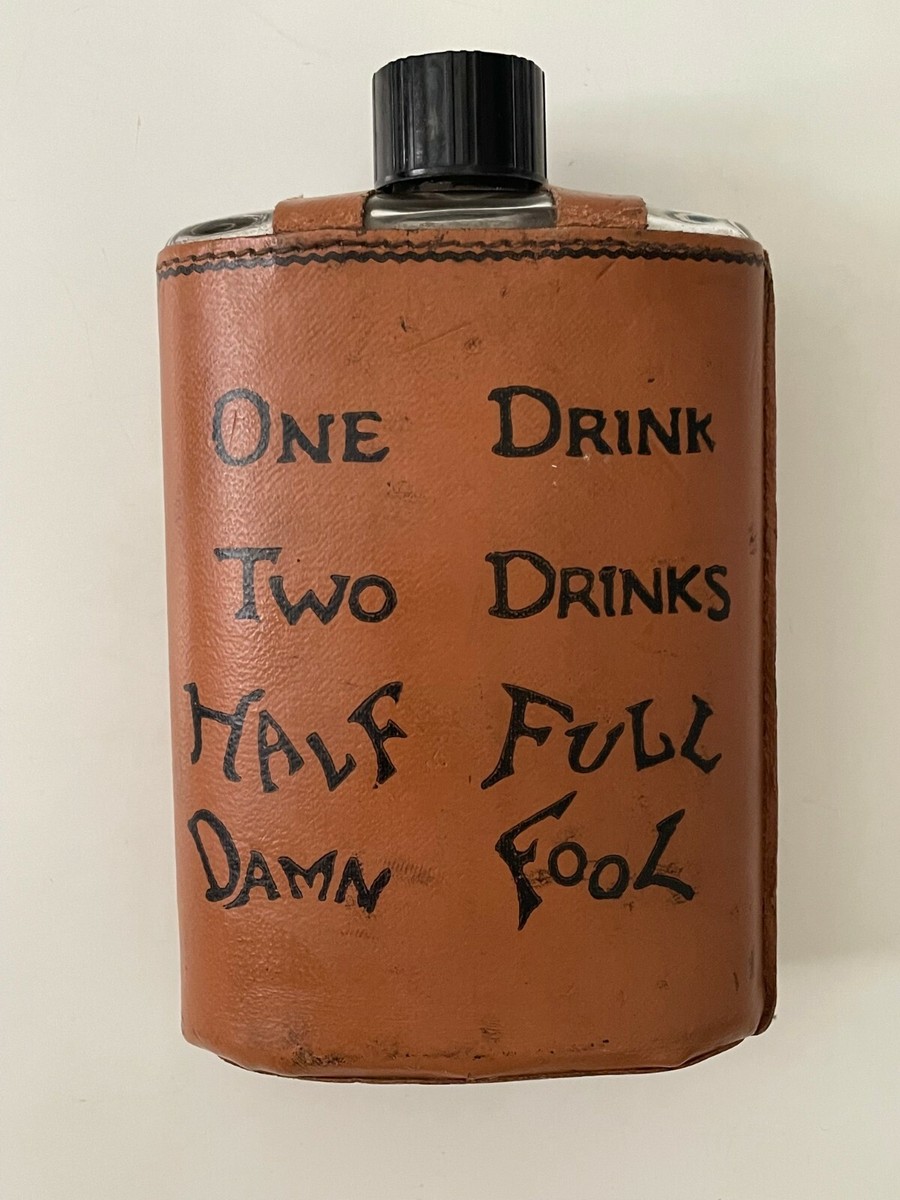 ONE DRINK
TWO DRINKS
HALF FULL
DAMN FOOL